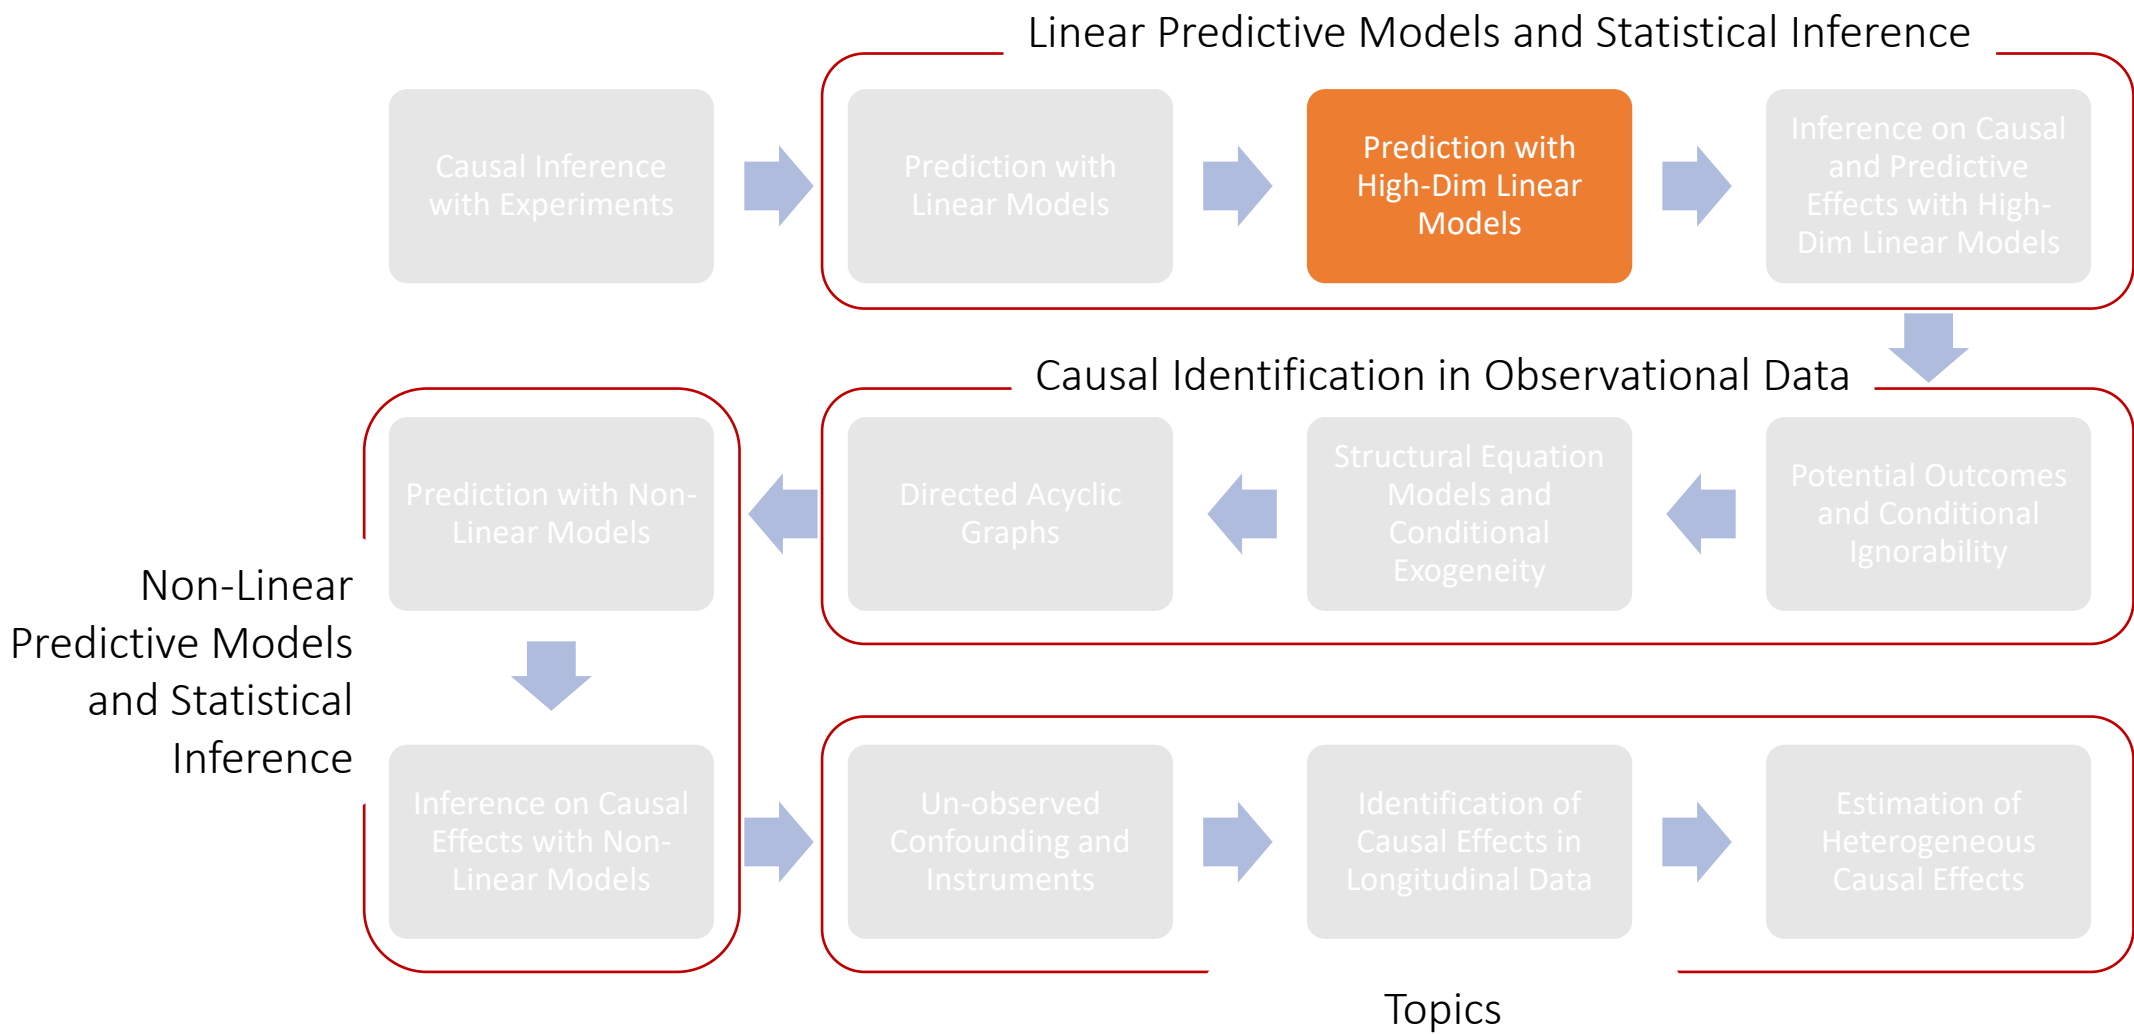 Linear Predictive Models and Statistical Inference
Causal Inference
with Experiments
Prediction with
Linear Models
Prediction with
High-Dim Linear
Models
Inference on Causal
and Predictive
Effects with High-
Dim Linear Models
Causal Identification in Observational Data
Potential Outcomes
and Conditional
Ignorability
Structural Equation
Models and
Conditional
Exogeneity
Directed Acyclic
Graphs
Prediction with Non-
Linear Models
Non-Linear
Predictive Models
and Statistical
Inference
Inference on Causal
Effects with Non-
Linear Models
Un-observed
Confounding and
Instruments
Identification of
Causal Effects in
Longitudinal Data
Estimation of
Heterogeneous
Causal Effects
Topics